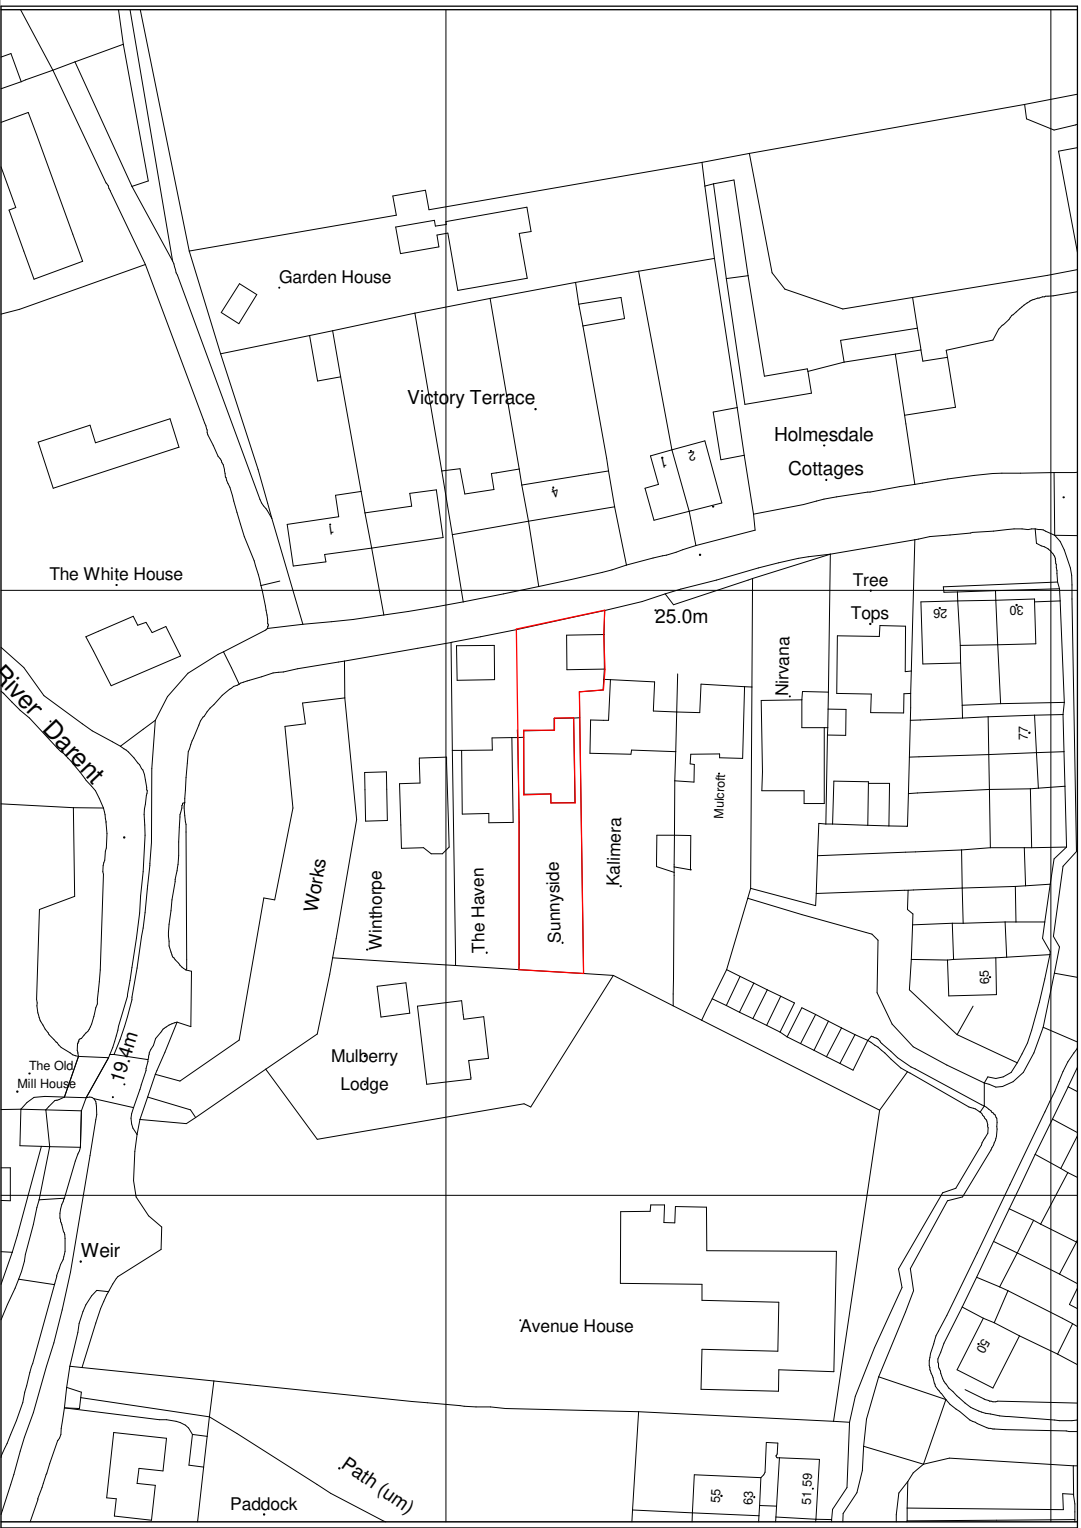 Garden House
Victory Terrace
Holmesdale
Cottages
1
2
4
1
The White House
Tree
Tops
26
30
25.0m
Nirvana
River Darent
77
Mulcroft
Kalimera
Works
Winthorpe
The Haven
Sunnyside
65
19.4m
The Old
Mill House
Mulberry
Lodge
Weir
Avenue House
50
Path (um)
Paddock
55
63
51.59